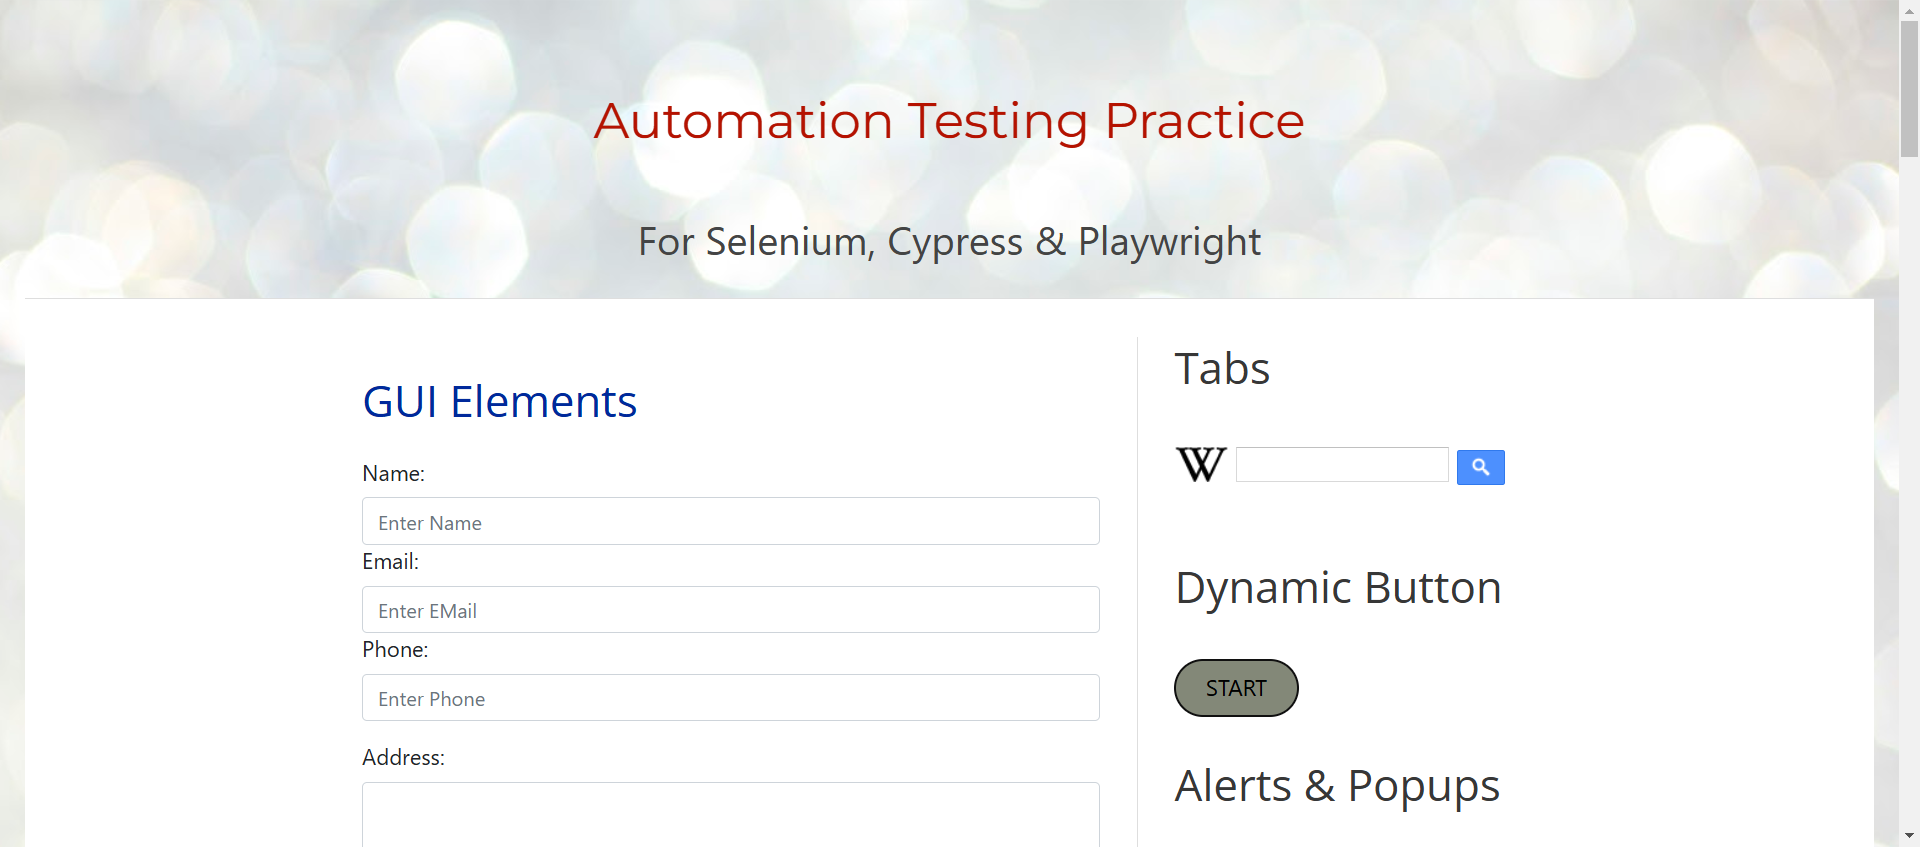 Automation Testing Practice
For Selenium, Cypress & Playwright
GUI Elements
Name:
Enter Name
Email:
Enter EMail
Phone:
Enter Phone
Address:
Tabs
W
Dynamic Button
START
Alerts & Popups